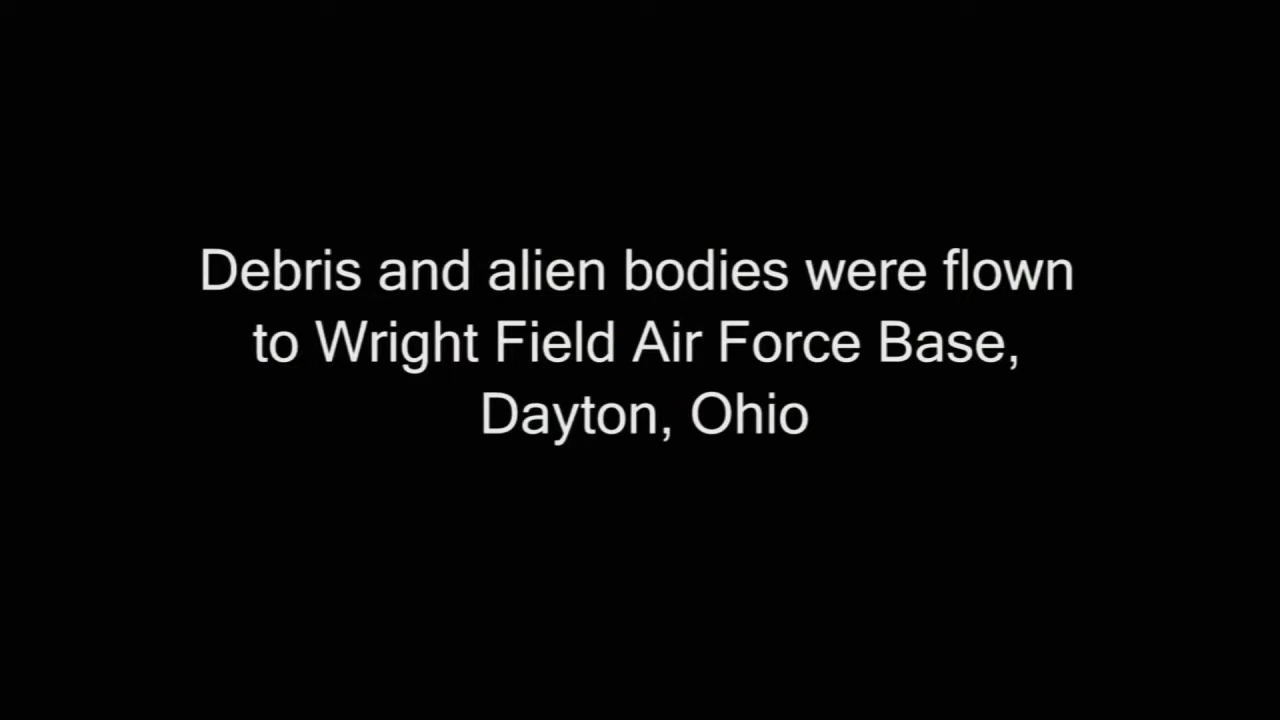 Debris and alien bodies were flown
to Wright Field Air Force Base,
Dayton, Ohio